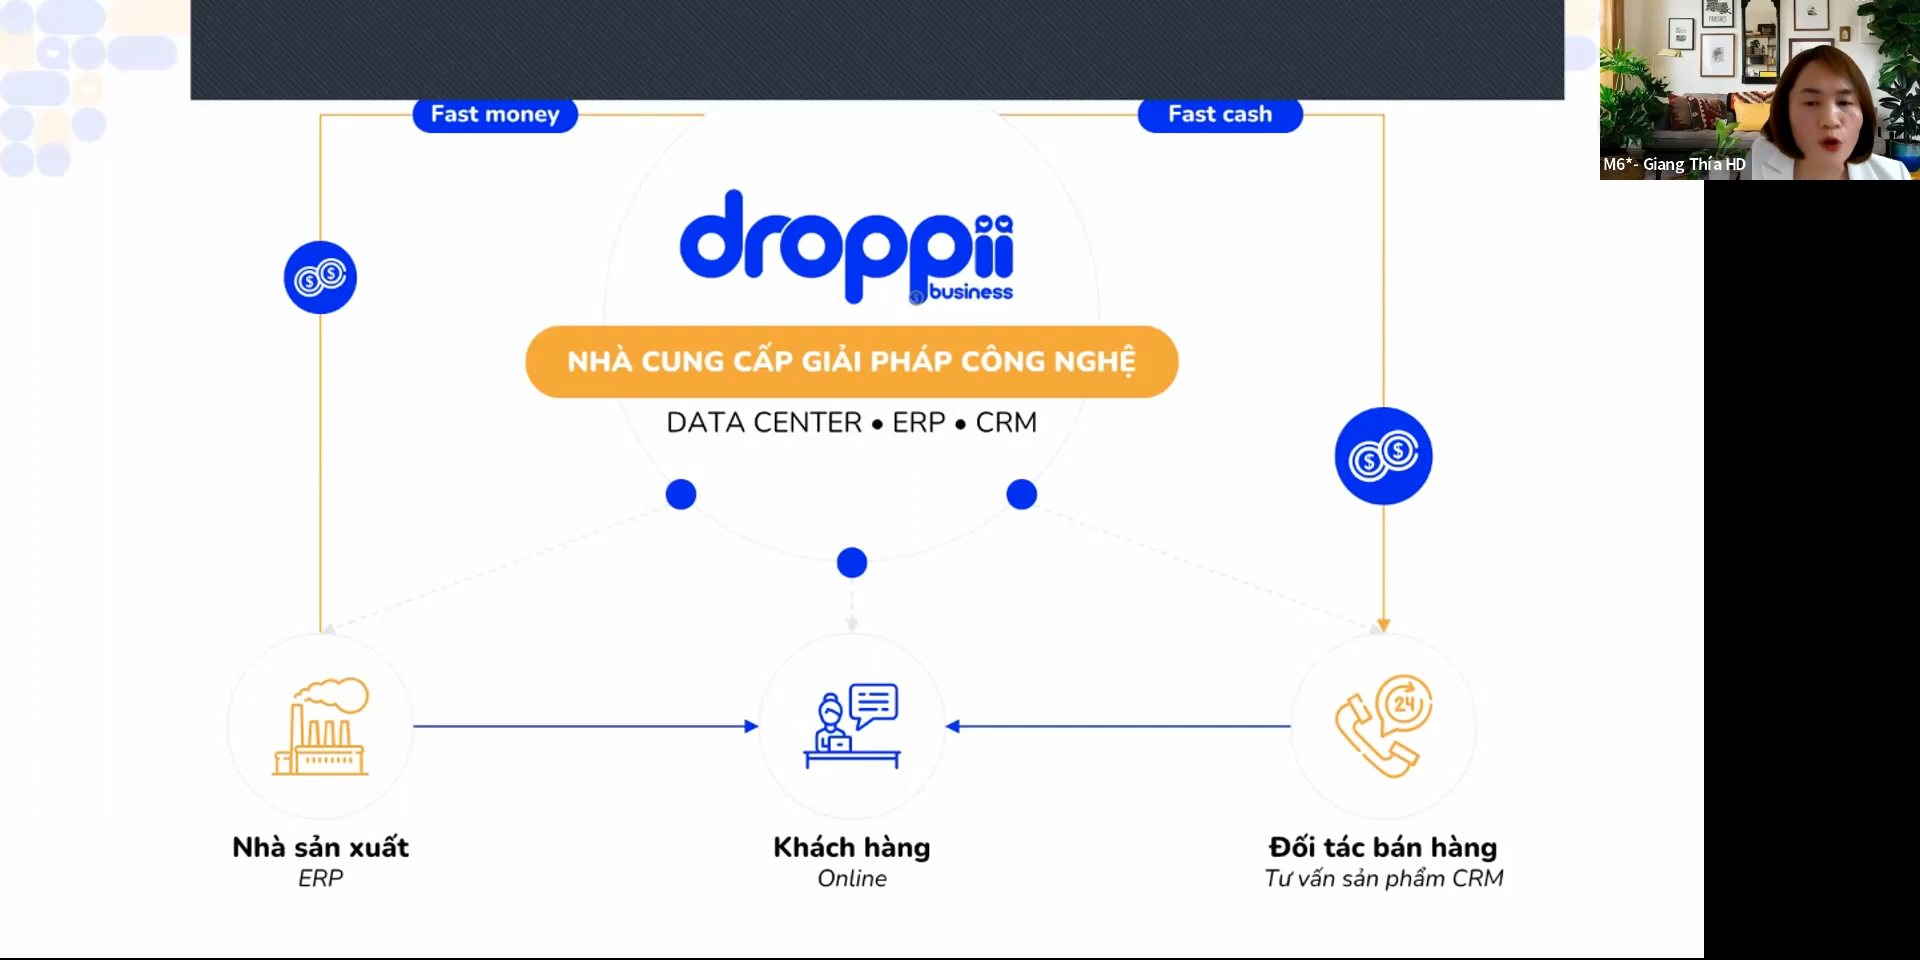 Fast money
Fast cash
M6*- Giang Thía HD
droppii
business
NHÀ CUNG CẤP GIẢI PHÁP CÔNG NGHỆ
DATA CENTER • ERP • CRM
24
Nhà sản xuất
ERP
Khách hàng
Online
Đối tác bán hàng
Tư vấn sản phẩm CRM